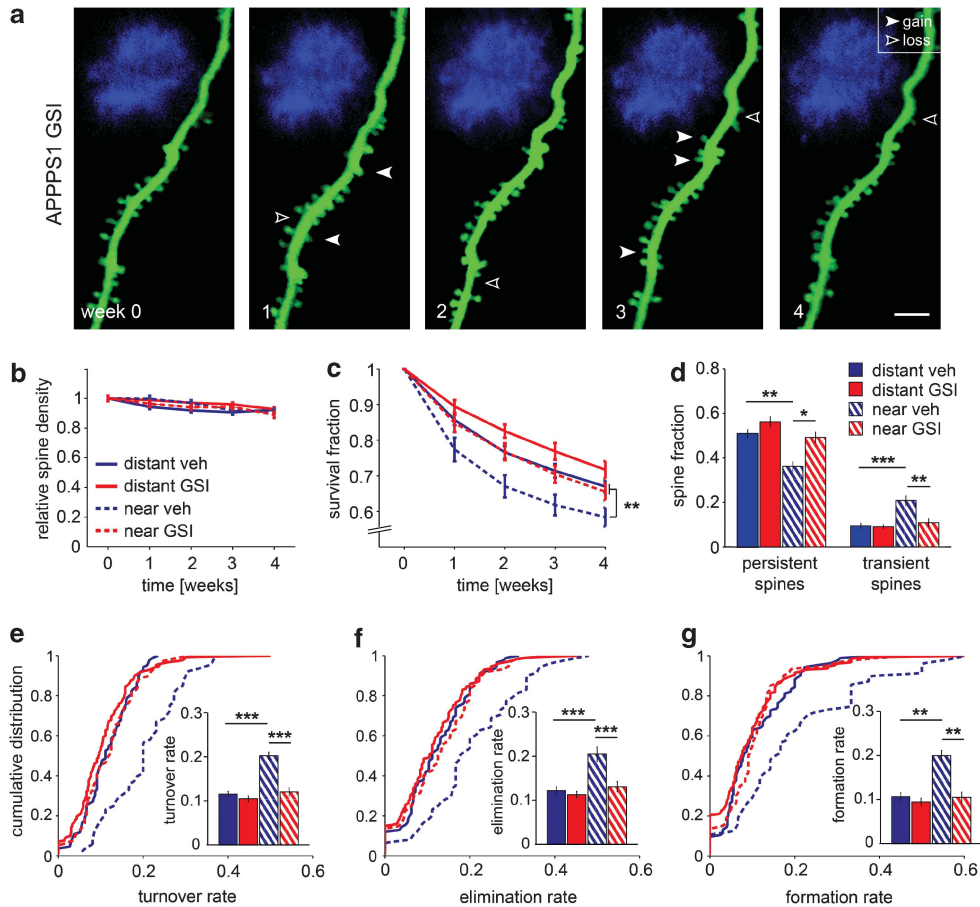 a
gain
loss
APPPS1 GSI
week 0
1
2
3
4
b
relative spine density
1
0.8
0.6
0.4
0.2
0
distant veh
distant GSI
near veh
near GSI
0 1 2 3 4
time [weeks]
c
survival fraction
1
0.9
0.8
0.7
0.6
**
0 1 2 3 4
time [weeks]
d
spine fraction
0.8
0.6
0.4
0.2
0
distant veh
distant GSI
near veh
near GSI
**
*
***
**
persistent spines
transient spines
e
cumulative distribution
1
0.8
0.6
0.4
0.2
0
0 0.2 0.4 0.6
turnover rate
turnover rate
0.3
0.2
0.1
0
***
***
f
1
0.8
0.6
0.4
0.2
0
0 0.2 0.4 0.6
elimination rate
elimination rate
0.3
0.2
0.1
0
***
***
g
1
0.8
0.6
0.4
0.2
0
0 0.2 0.4 0.6
formation rate
formation rate
0.3
0.2
0.1
0
**
**